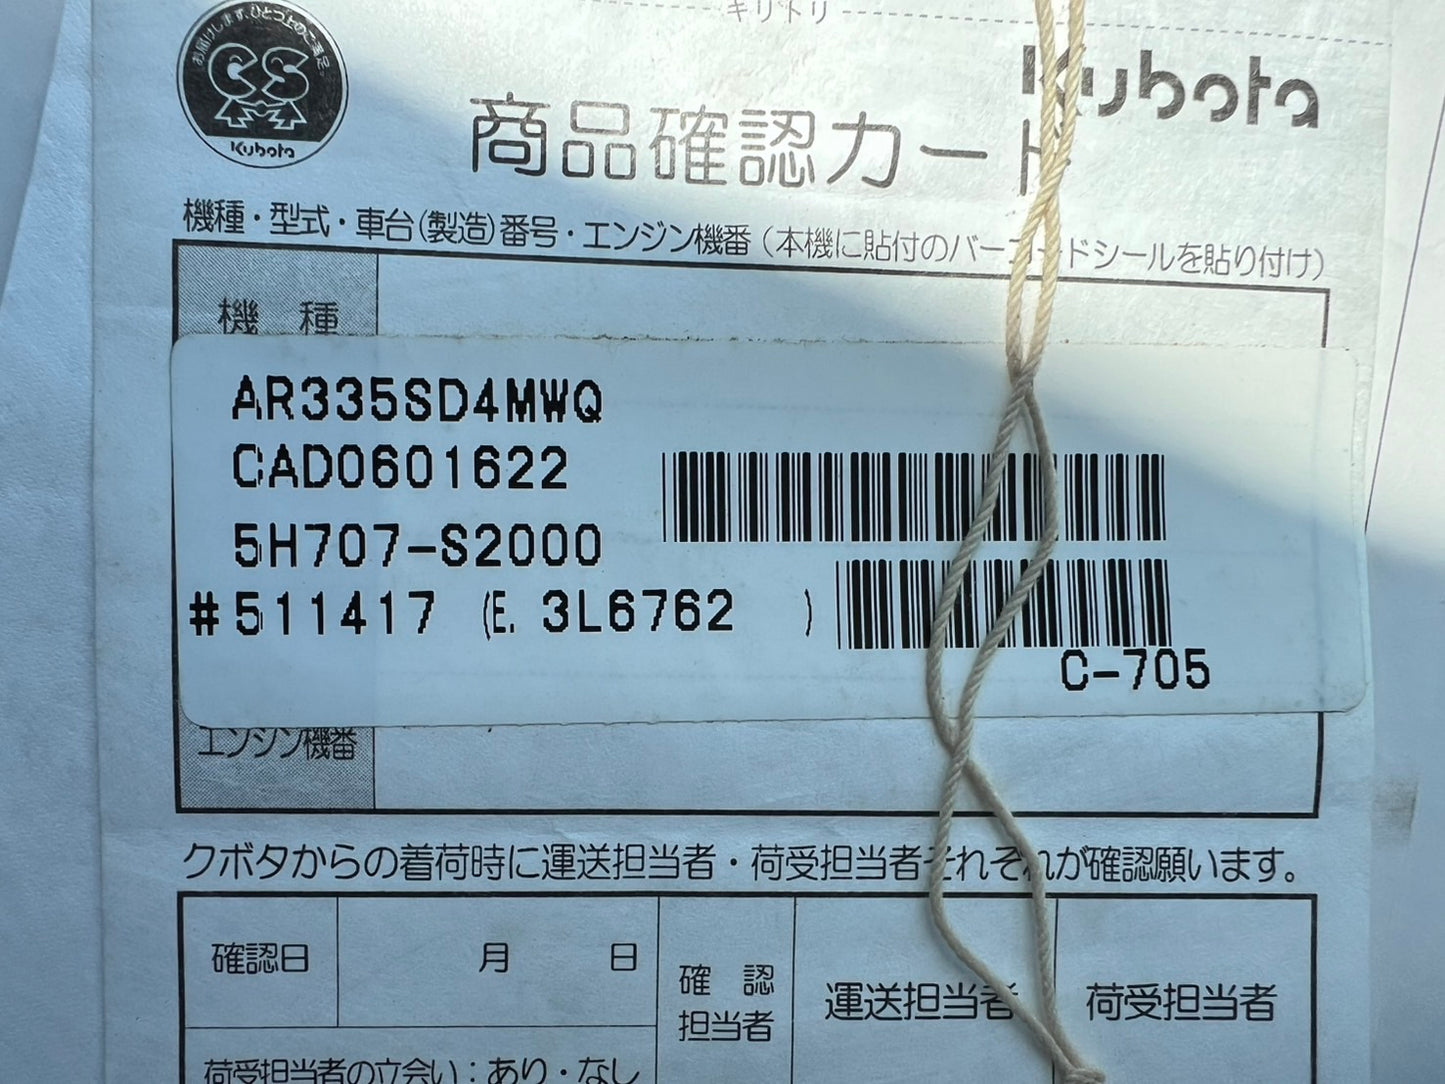 キリトリ
お届けします。ひとつ上のご満足。
CS
Kubota
Kubota
商品確認カード
機種・型式・車台(製造)番号・エンジン機番(本機に貼付のバーコードシールを貼り付け)
機 種
AR335SD4MWQ
CAD0601622
5H707-S2000
#511417 (E. 3L6762 )
C-705
エンジン機番
クボタからの着荷時に運送担当者・荷受担当者それぞれが確認願います。
確認日 月 日
確 認
担当者
運送担当者 荷受担当者
荷受担当者の立会い:あり・なし